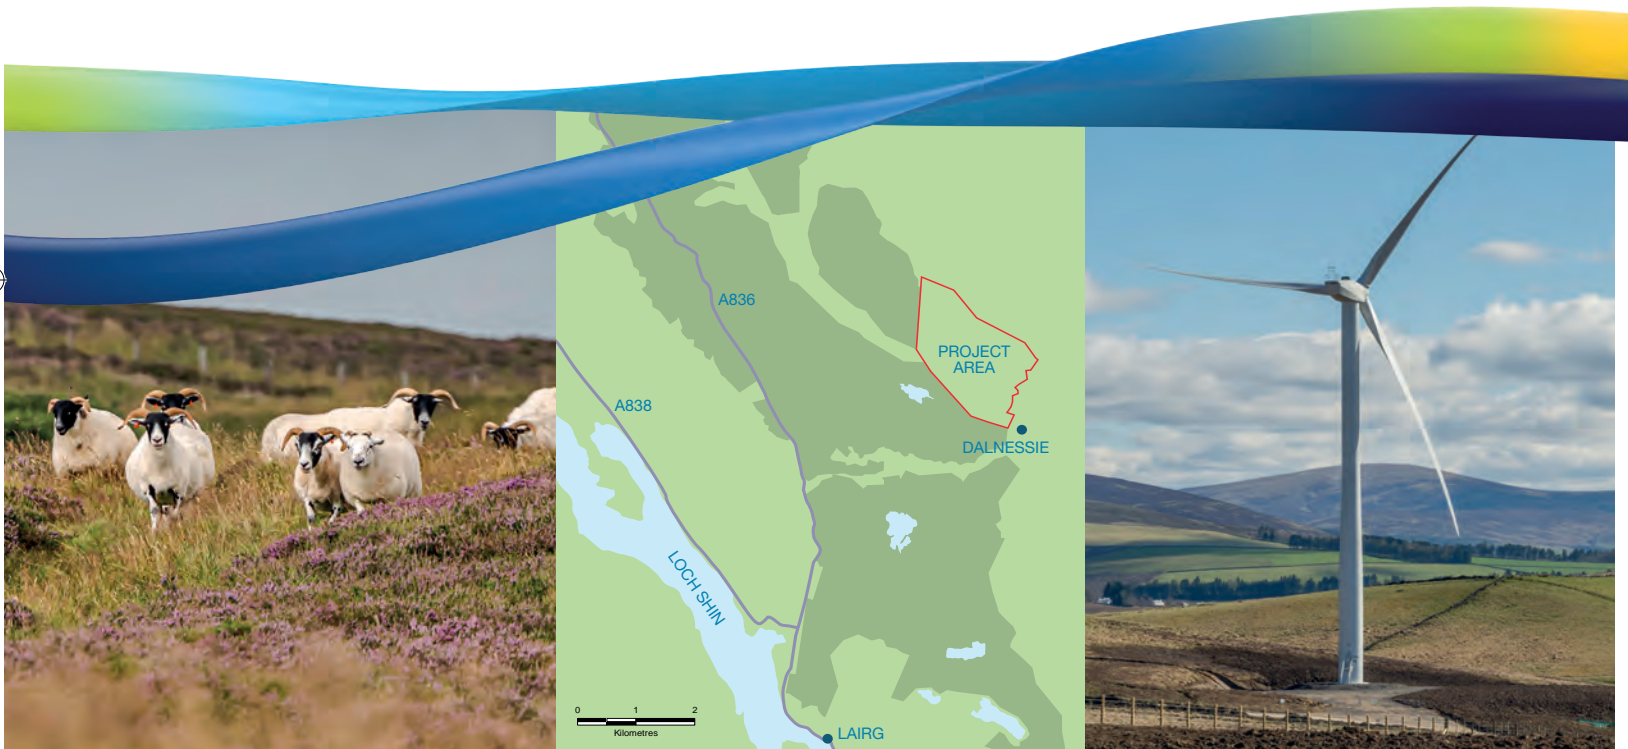 A836
PROJECT
AREA
A838
DALNESSIE
LOCH SHIN
0 1 2
Kilometres
LAIRG